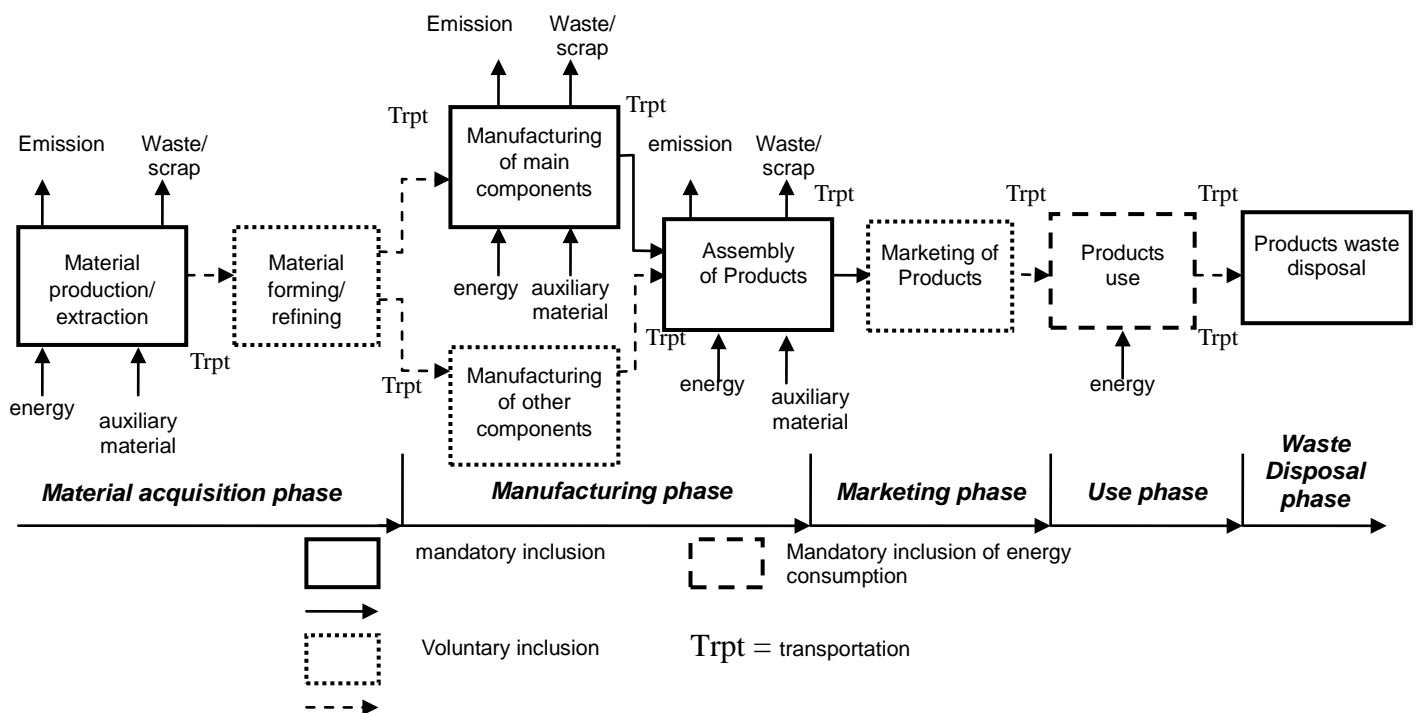 Emission
Waste/
scrap
Trpt
Trpt
Manufacturing
of main
components
Emission
Waste/
scrap
emission
Waste/
scrap
Trpt
Trpt
Trpt
Material
production/
extraction
Material
forming/
refining
Assembly
of Products
Marketing of
Products
Products
use
Products waste
disposal
energy
auxiliary
material
Trpt
Trpt
Trpt
Trpt
energy
auxiliary
material
Manufacturing
of other
components
energy
auxiliary
material
energy
Material acquisition phase
Manufacturing phase
Marketing phase
Use phase
Waste
Disposal
phase
mandatory inclusion
Mandatory inclusion of energy
consumption
Voluntary inclusion
Trpt = transportation